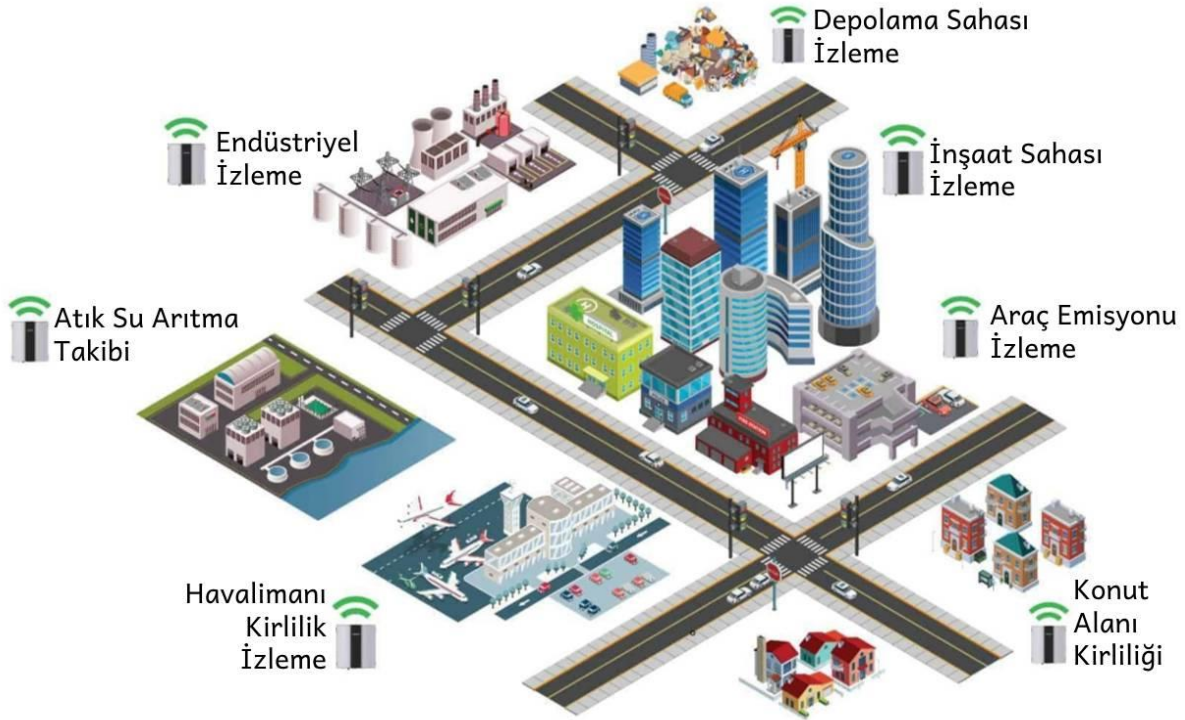 Depolama Sahası
İzleme
Endüstriyel
İzleme
İnşaat Sahası
İzleme
Atık Su Arıtma
Takibi
Araç Emisyonu
İzleme
Havalimanı
Kirlilik
İzleme
Konut
Alanı
Kirliliği